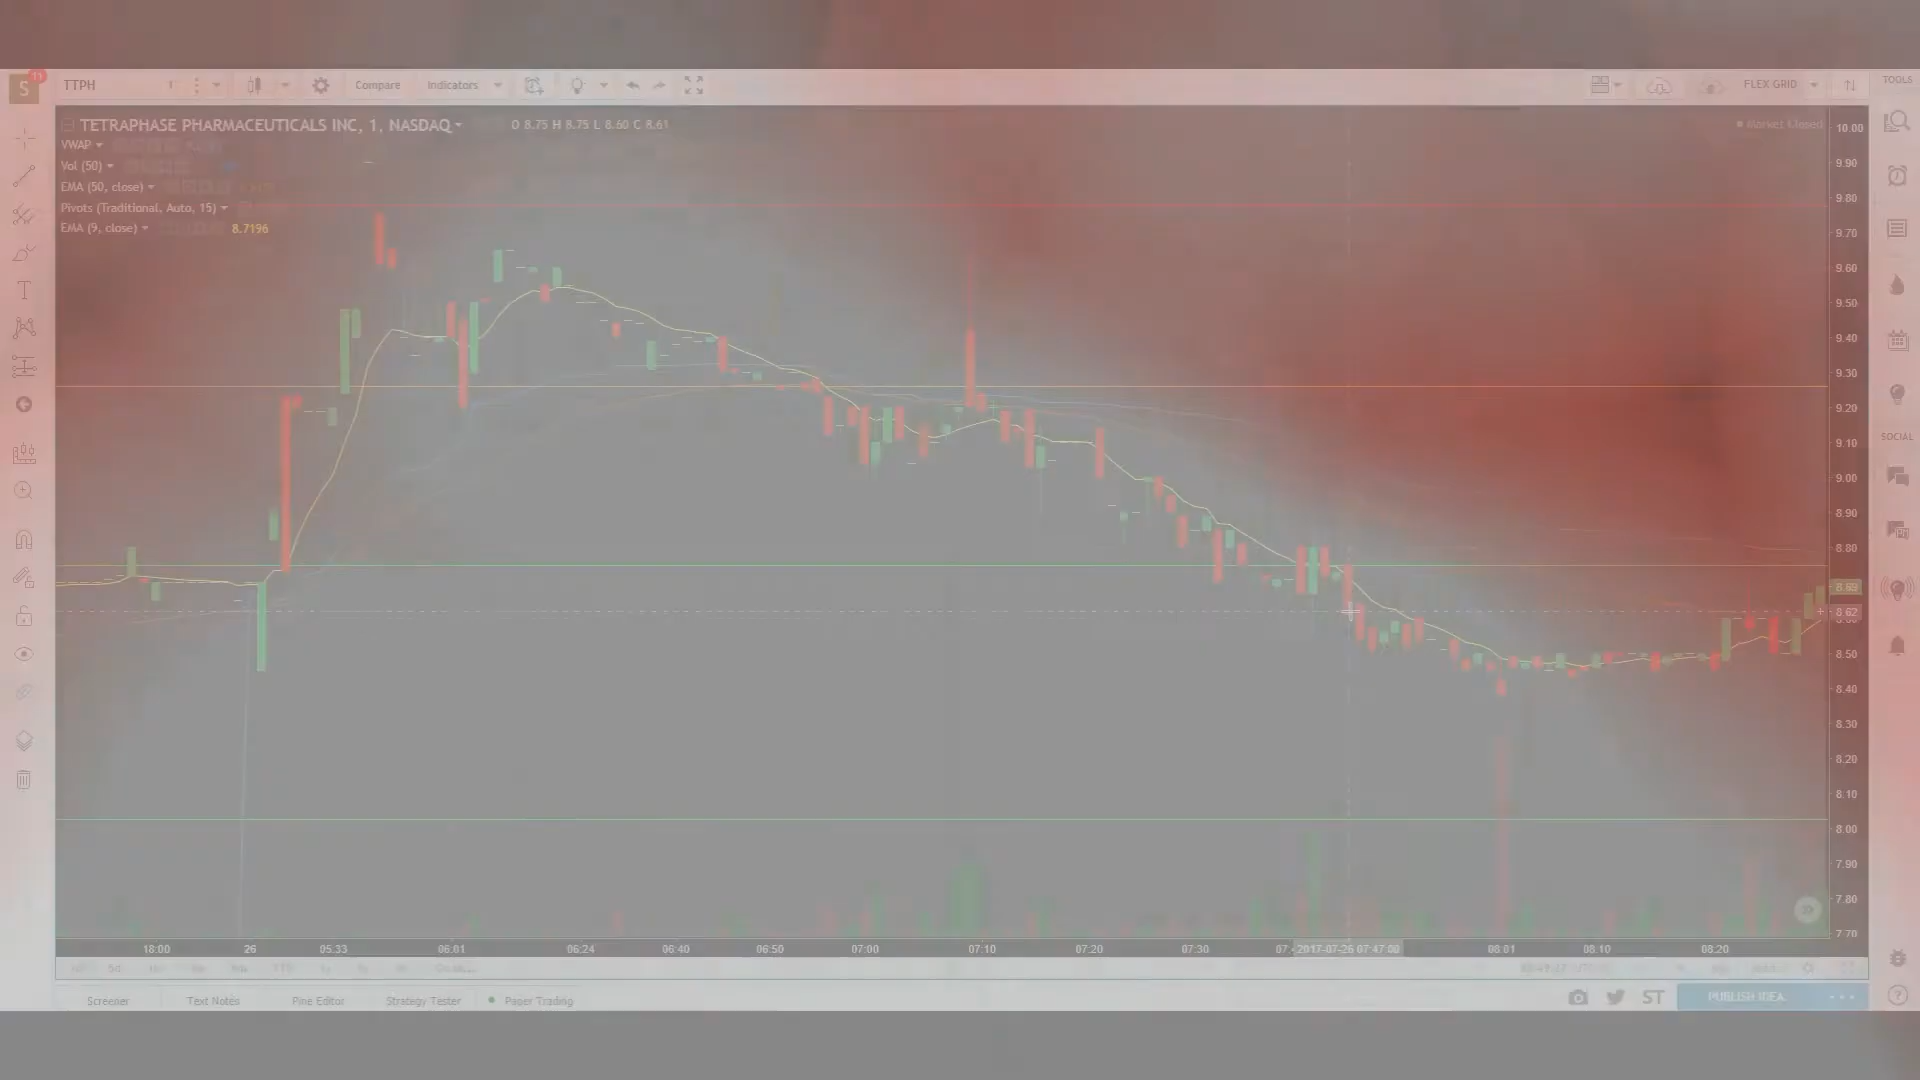 11
S
TTPH
Compare
Indicators
FLEX GRID
TOOLS
TETRAPHASE PHARMACEUTICALS INC, 1, NASDAQ
O 8.75 H 8.75 L 8.60 C 8.61
Market Closed
VWAP
Vol (50)
EMA (50, close)
Pivots (Traditional, Auto, 15)
EMA (9, close) 8.7196
10.00
9.90
9.80
9.70
9.60
9.50
9.40
9.30
9.20
9.10
9.00
8.90
8.80
8.69
8.62
8.50
8.40
8.30
8.20
8.10
8.00
7.90
7.80
7.70
SOCIAL
18:00 26 05:33 06:01 06:24 06:40 06:50 07:00 07:10 07:20 07:30 2017-07-26 07:47:00 08:01 08:10 08:20
5d
Screener
Text Notes
Pine Editor
Strategy Tester
Paper Trading
ST
PUBLISH IDEA